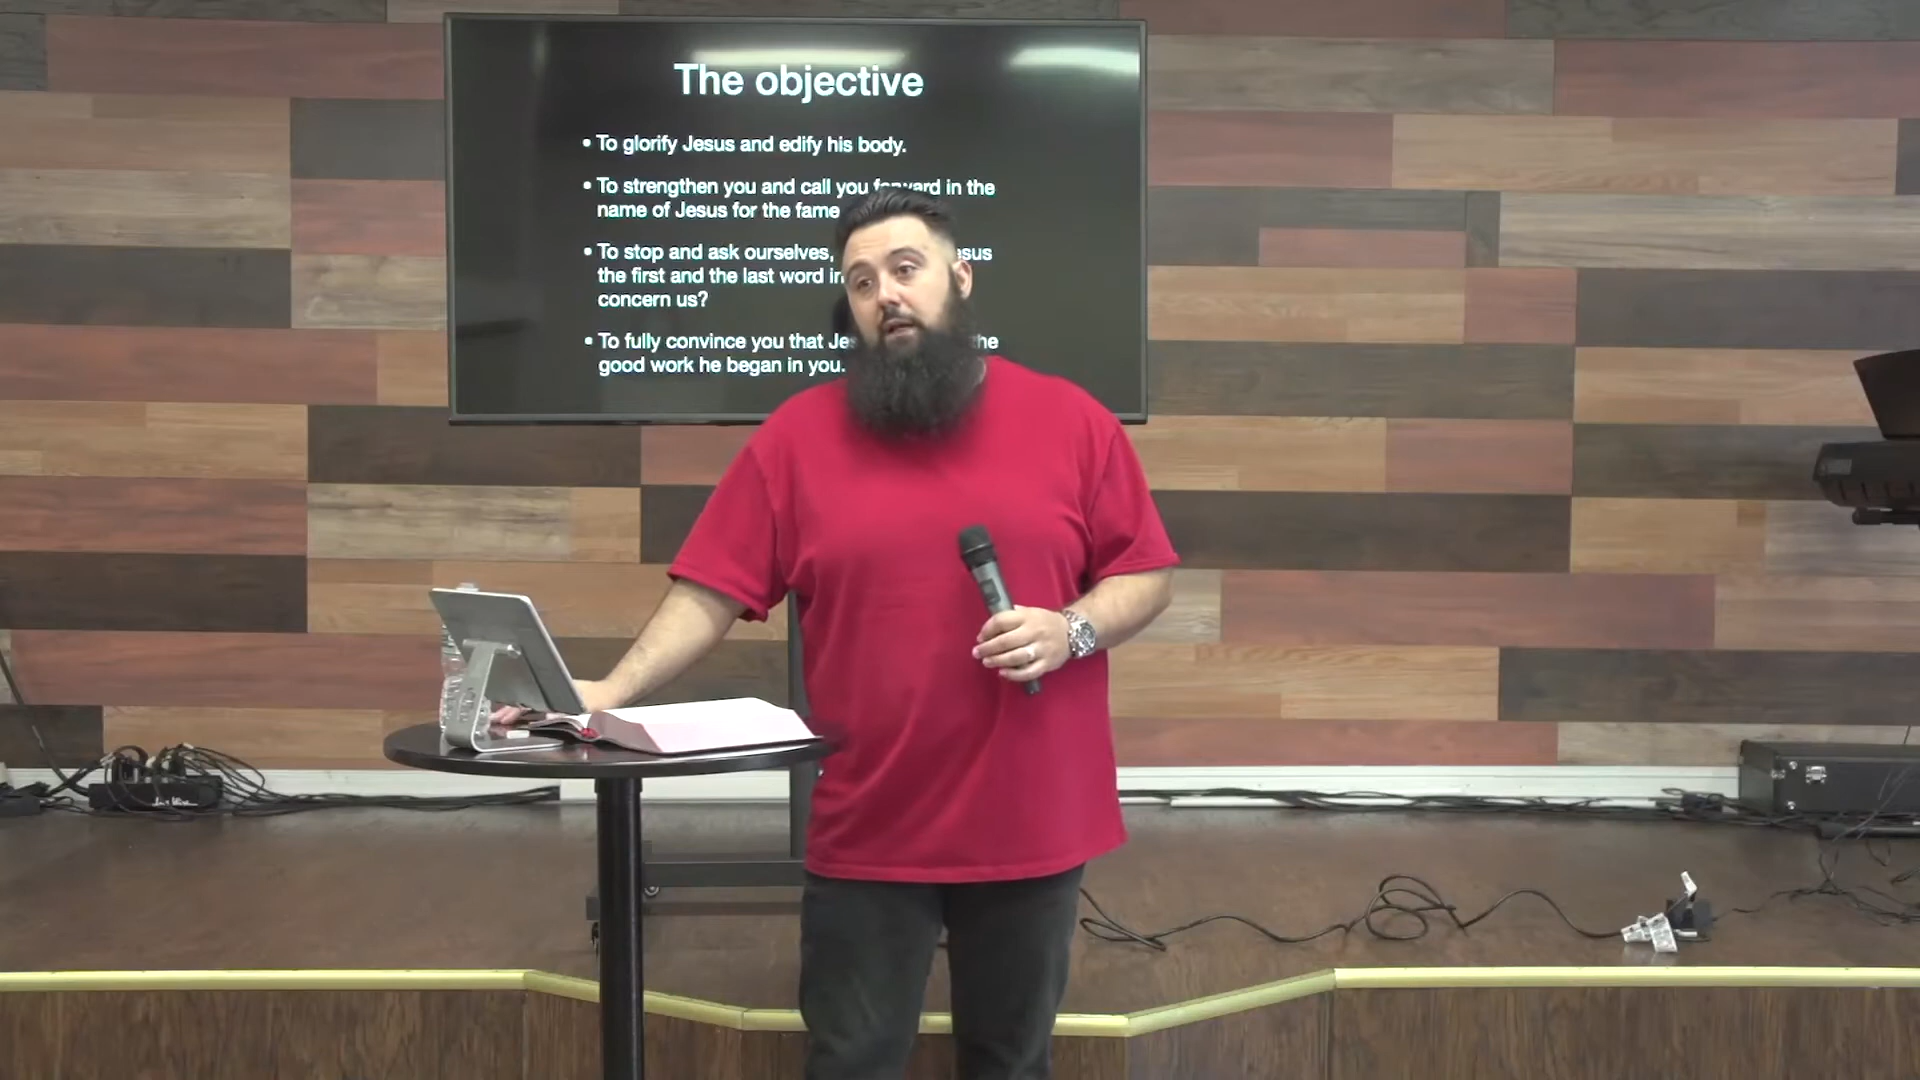 The objective
• To glorify Jesus and edify his body.
• To strengthen you and call you forward in the
name of Jesus for the fame
• To stop and ask ourselves,
the first and the last word in
concern us?
• To fully convince you that
good work he began in you.